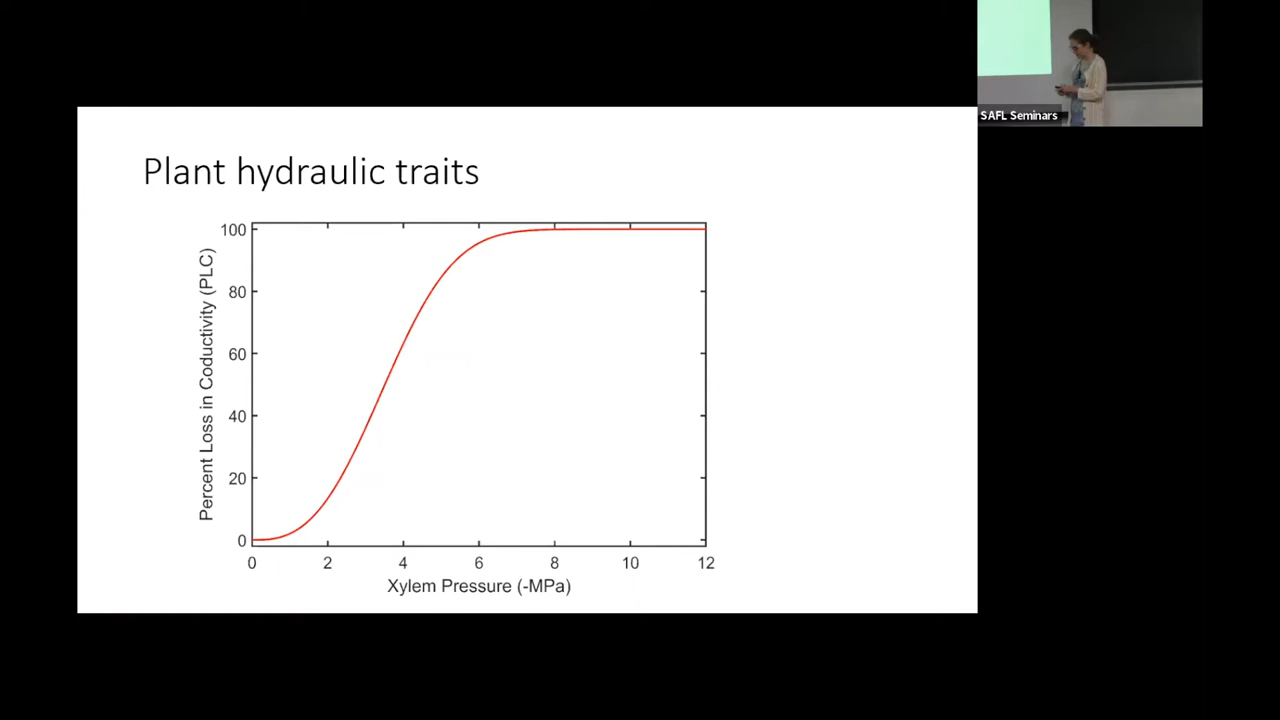 SAFL Seminars
Plant hydraulic traits
Percent Loss in Coductivity (PLC)
100
80
60
40
20
0
0 2 4 6 8 10 12
Xylem Pressure (-MPa)